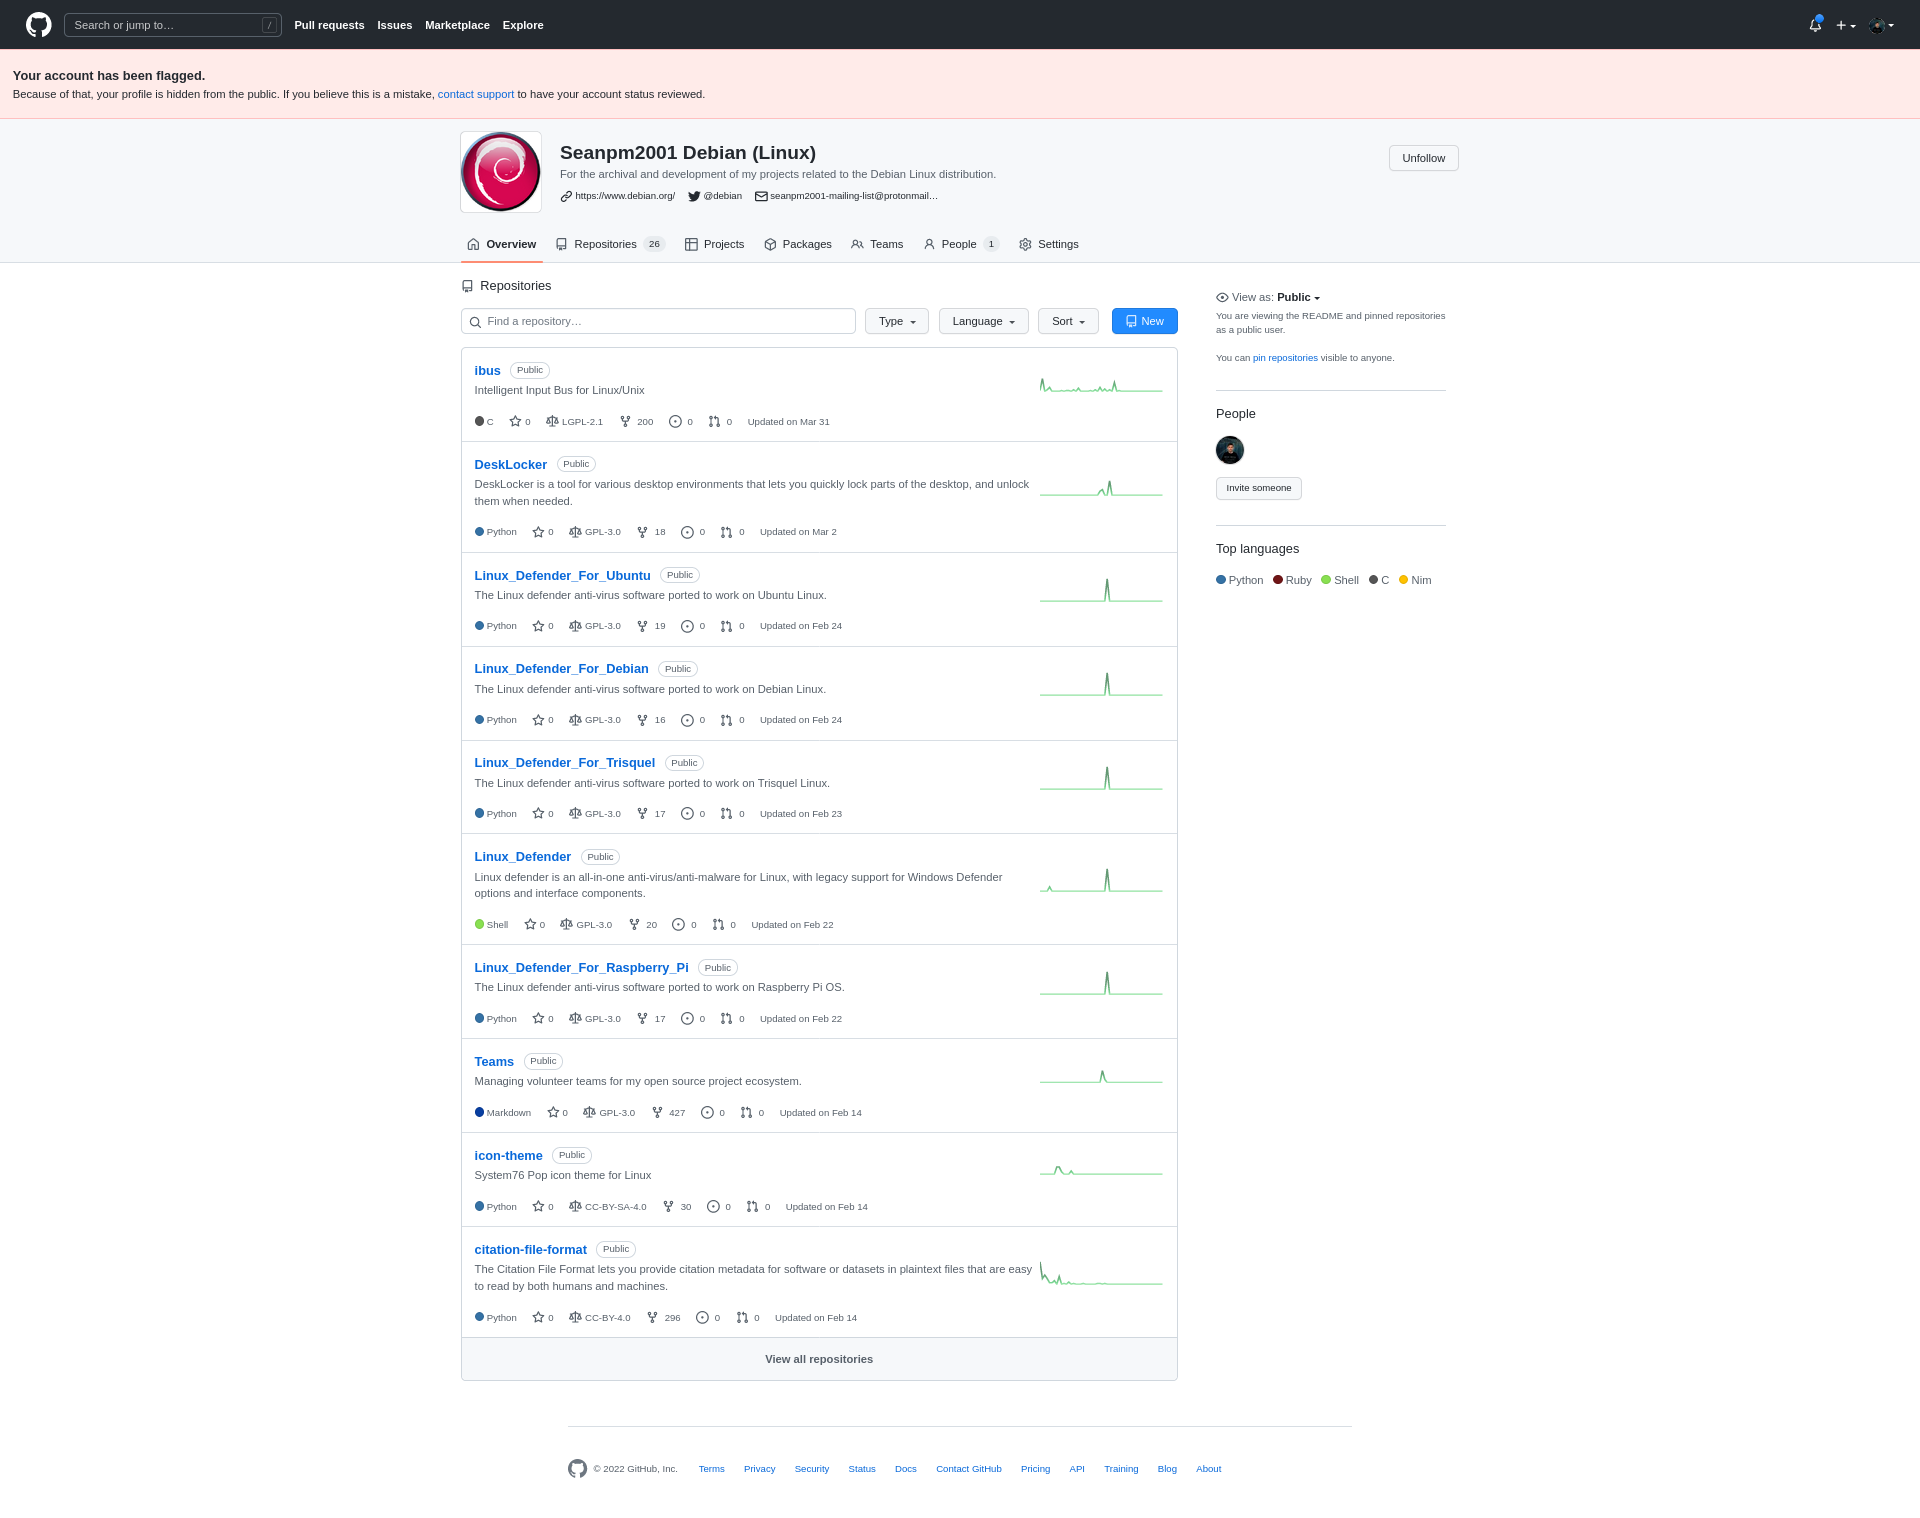 Search or jump to… /
Pull requests Issues Marketplace Explore
Your account has been flagged.
Because of that, your profile is hidden from the public. If you believe this is a mistake, contact support to have your account status reviewed.
Seanpm2001 Debian (Linux)
For the archival and development of my projects related to the Debian Linux distribution.
https://www.debian.org/ @debian seanpm2001-mailing-list@protonmail…
Unfollow
Overview Repositories 26 Projects Packages Teams People 1 Settings
Repositories
Find a repository… Type Language Sort New
ibus Public
Intelligent Input Bus for Linux/Unix
C 0 LGPL-2.1 200 0 0 Updated on Mar 31
DeskLocker Public
DeskLocker is a tool for various desktop environments that lets you quickly lock parts of the desktop, and unlock
them when needed.
Python 0 GPL-3.0 18 0 0 Updated on Mar 2
Linux_Defender_For_Ubuntu Public
The Linux defender anti-virus software ported to work on Ubuntu Linux.
Python 0 GPL-3.0 19 0 0 Updated on Feb 24
Linux_Defender_For_Debian Public
The Linux defender anti-virus software ported to work on Debian Linux.
Python 0 GPL-3.0 16 0 0 Updated on Feb 24
Linux_Defender_For_Trisquel Public
The Linux defender anti-virus software ported to work on Trisquel Linux.
Python 0 GPL-3.0 17 0 0 Updated on Feb 23
Linux_Defender Public
Linux defender is an all-in-one anti-virus/anti-malware for Linux, with legacy support for Windows Defender
options and interface components.
Shell 0 GPL-3.0 20 0 0 Updated on Feb 22
Linux_Defender_For_Raspberry_Pi Public
The Linux defender anti-virus software ported to work on Raspberry Pi OS.
Python 0 GPL-3.0 17 0 0 Updated on Feb 22
Teams Public
Managing volunteer teams for my open source project ecosystem.
Markdown 0 GPL-3.0 427 0 0 Updated on Feb 14
icon-theme Public
System76 Pop icon theme for Linux
Python 0 CC-BY-SA-4.0 30 0 0 Updated on Feb 14
citation-file-format Public
The Citation File Format lets you provide citation metadata for software or datasets in plaintext files that are easy
to read by both humans and machines.
Python 0 CC-BY-4.0 296 0 0 Updated on Feb 14
View all repositories
View as: Public
You are viewing the README and pinned repositories
as a public user.
You can pin repositories visible to anyone.
People
Invite someone
Top languages
Python Ruby Shell C Nim
© 2022 GitHub, Inc. Terms Privacy Security Status Docs Contact GitHub Pricing API Training Blog About